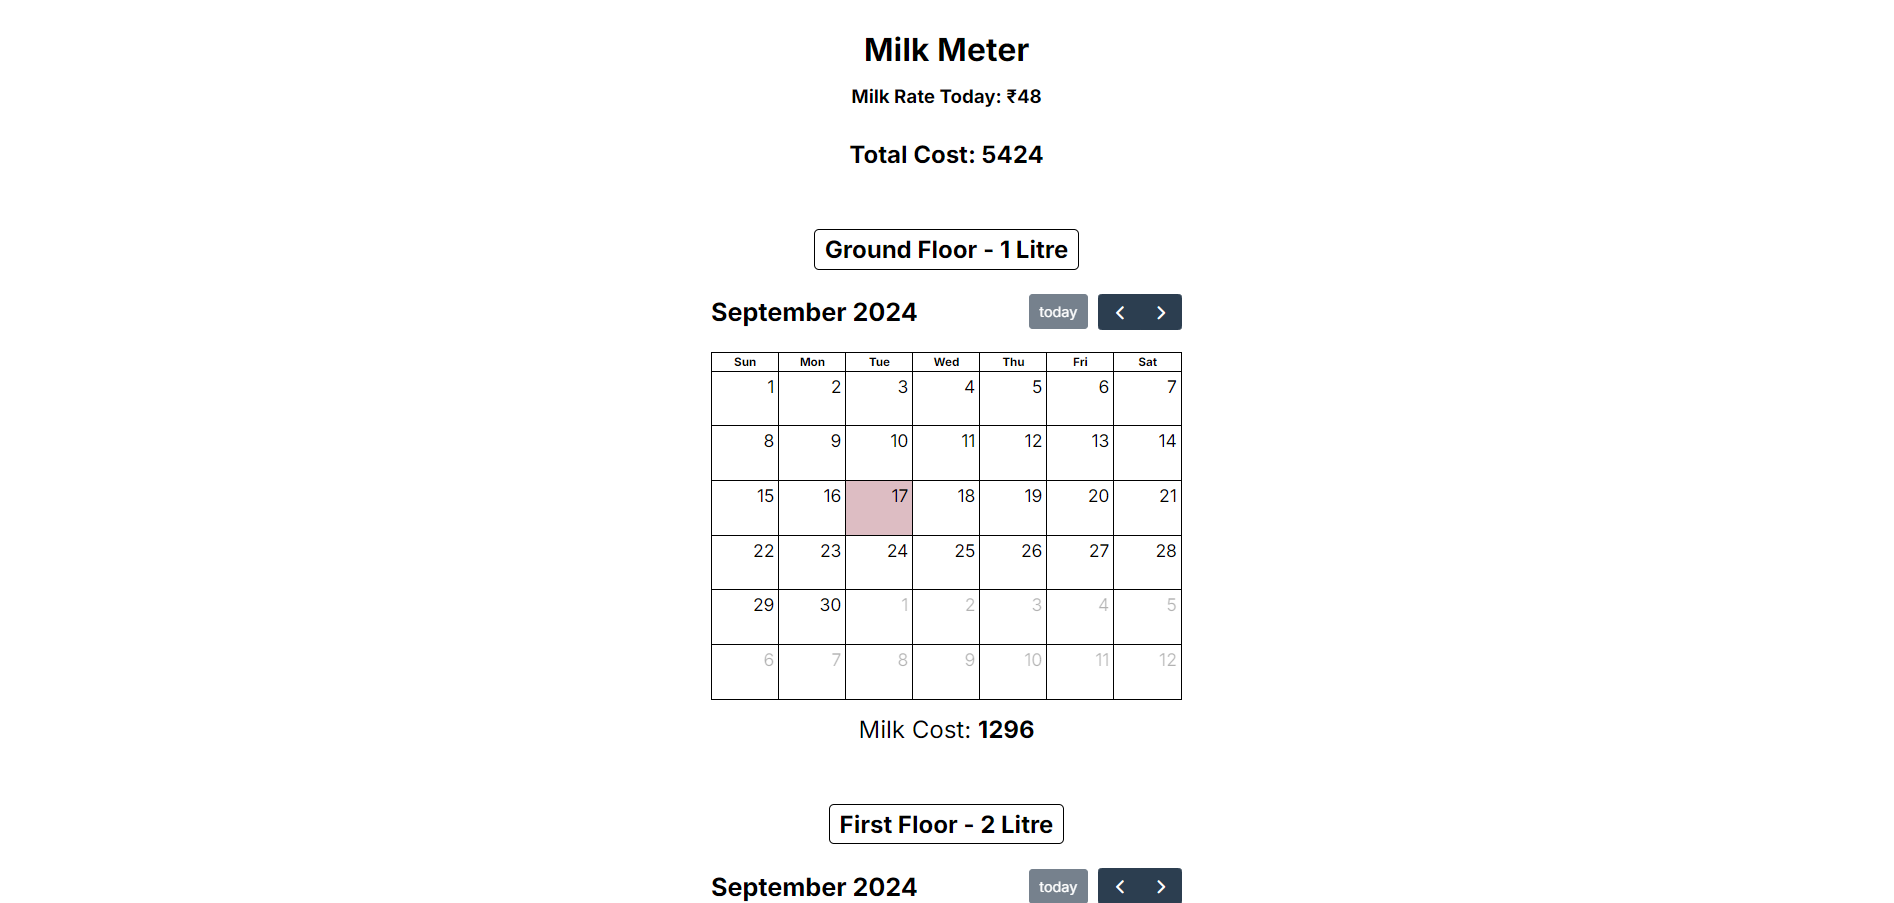 Milk Meter
Milk Rate Today: ₹48
Total Cost: 5424
Ground Floor - 1 Litre
September 2024 today
Sun Mon Tue Wed Thu Fri Sat
1 2 3 4 5 6 7
8 9 10 11 12 13 14
15 16 17 18 19 20 21
22 23 24 25 26 27 28
29 30 1 2 3 4 5
6 7 8 9 10 11 12
Milk Cost: 1296
First Floor - 2 Litre
September 2024 today